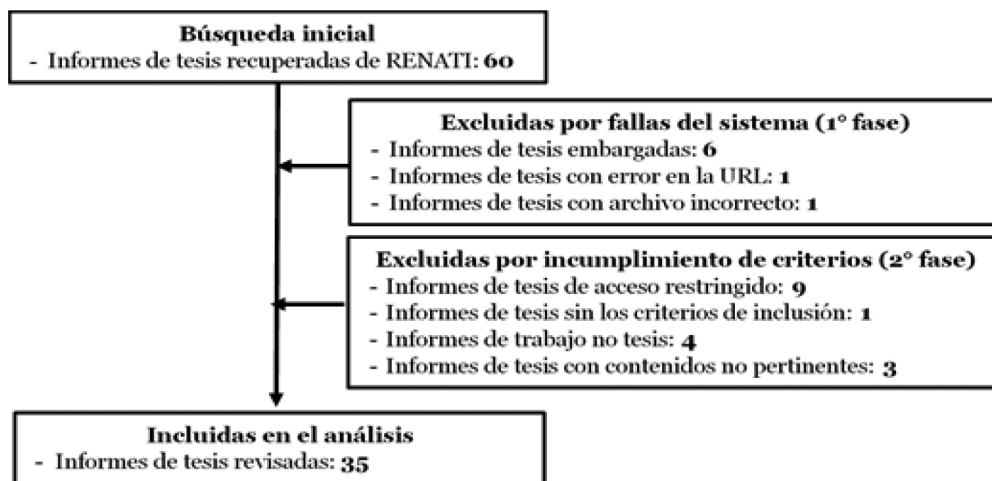 Búsqueda inicial
- Informes de tesis recuperadas de RENATI: 60
Excluidas por fallas del sistema (1° fase)
- Informes de tesis embargadas: 6
- Informes de tesis con error en la URL: 1
- Informes de tesis con archivo incorrecto: 1
Excluidas por incumplimiento de criterios (2° fase)
- Informes de tesis de acceso restringido: 9
- Informes de tesis sin los criterios de inclusión: 1
- Informes de trabajo no tesis: 4
- Informes de tesis con contenidos no pertinentes: 3
Incluidas en el análisis
- Informes de tesis revisadas: 35